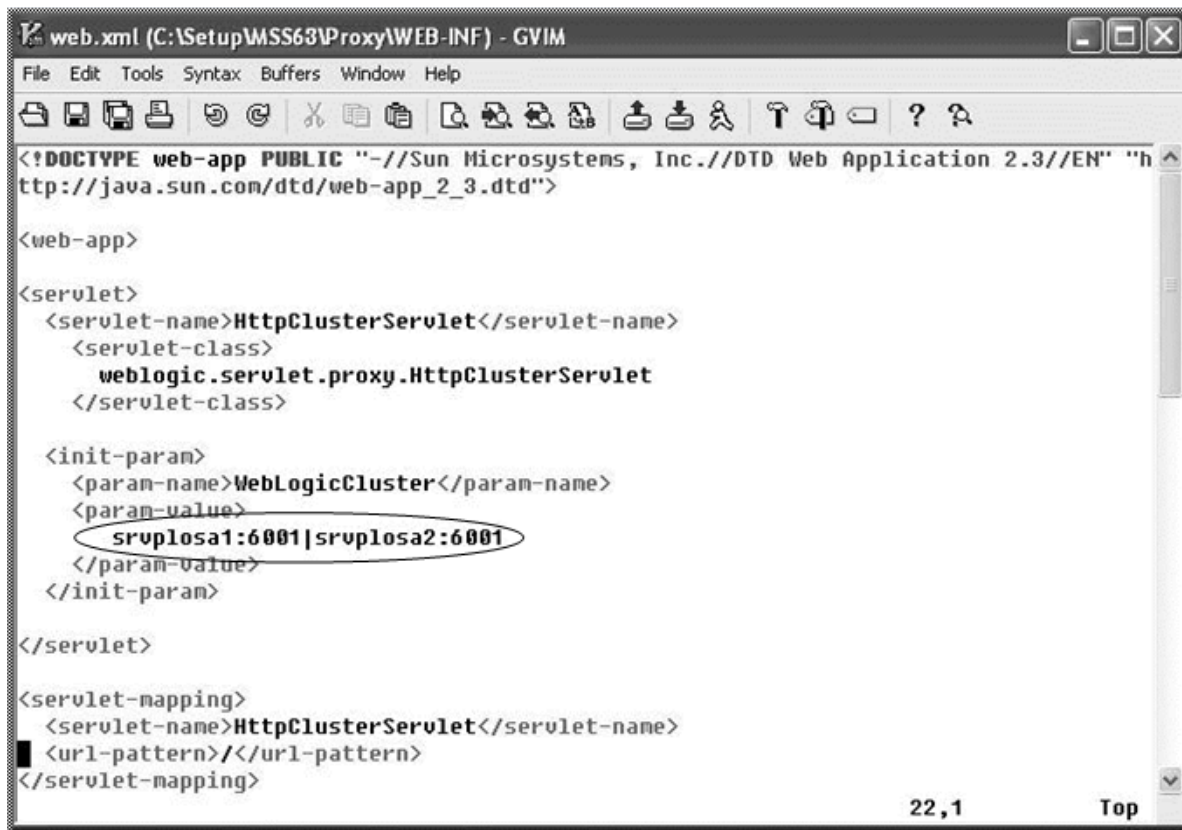 web.xml (C:\Setup\MSS63\Proxy\WEB-INF) - GVIM
File Edit Tools Syntax Buffers Window Help
<!DOCTYPE web-app PUBLIC "-//Sun Microsystems, Inc.//DTD Web Application 2.3//EN" "h
ttp://java.sun.com/dtd/web-app_2_3.dtd">
<web-app>
<servlet>
<servlet-name>HttpClusterServlet</servlet-name>
<servlet-class>
weblogic.servlet.proxy.HttpClusterServlet
</servlet-class>
<init-param>
<param-name>WebLogicCluster</param-name>
<param-value>
srvplosa1:6001|srvplosa2:6001
</param-value>
</init-param>
</servlet>
<servlet-mapping>
<servlet-name>HttpClusterServlet</servlet-name>
<url-pattern>/</url-pattern>
</servlet-mapping>
22,1 Top